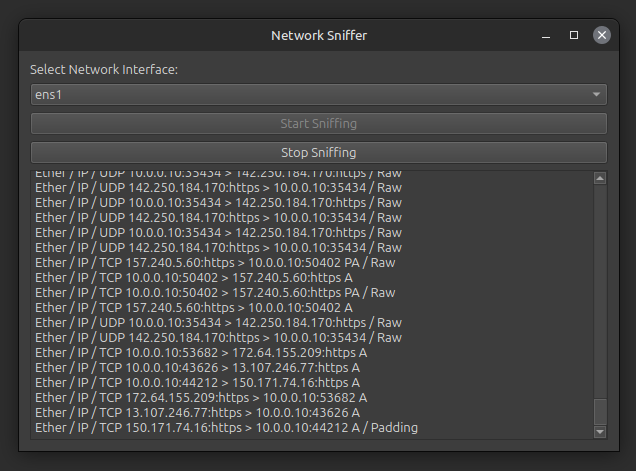 Network Sniffer
Select Network Interface:
ens1
Start Sniffing
Stop Sniffing
Ether / IP / UDP 10.0.0.10:35434 > 142.250.184.170:https / Raw
Ether / IP / UDP 142.250.184.170:https > 10.0.0.10:35434 / Raw
Ether / IP / UDP 10.0.0.10:35434 > 142.250.184.170:https / Raw
Ether / IP / UDP 142.250.184.170:https > 10.0.0.10:35434 / Raw
Ether / IP / UDP 10.0.0.10:35434 > 142.250.184.170:https / Raw
Ether / IP / UDP 142.250.184.170:https > 10.0.0.10:35434 / Raw
Ether / IP / TCP 157.240.5.60:https > 10.0.0.10:50402 PA / Raw
Ether / IP / TCP 10.0.0.10:50402 > 157.240.5.60:https A
Ether / IP / TCP 10.0.0.10:50402 > 157.240.5.60:https PA / Raw
Ether / IP / TCP 157.240.5.60:https > 10.0.0.10:50402 A
Ether / IP / UDP 10.0.0.10:35434 > 142.250.184.170:https / Raw
Ether / IP / UDP 142.250.184.170:https > 10.0.0.10:35434 / Raw
Ether / IP / TCP 10.0.0.10:53682 > 172.64.155.209:https A
Ether / IP / TCP 10.0.0.10:43626 > 13.107.246.77:https A
Ether / IP / TCP 10.0.0.10:44212 > 150.171.74.16:https A
Ether / IP / TCP 172.64.155.209:https > 10.0.0.10:53682 A
Ether / IP / TCP 13.107.246.77:https > 10.0.0.10:43626 A
Ether / IP / TCP 150.171.74.16:https > 10.0.0.10:44212 A / Padding